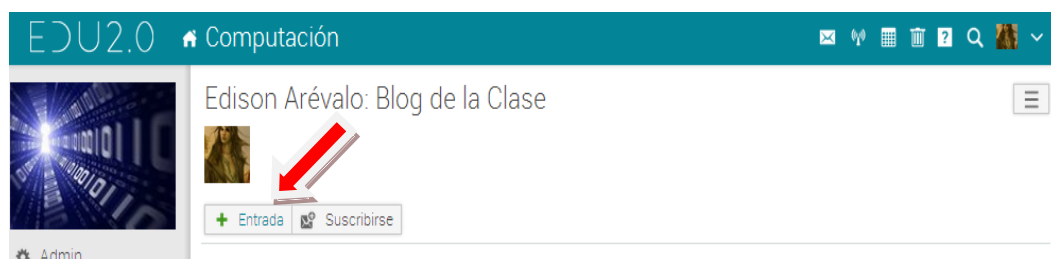 EDU2.0 Computación
Edison Arévalo: Blog de la Clase
+ Entrada Suscribirse
Admin